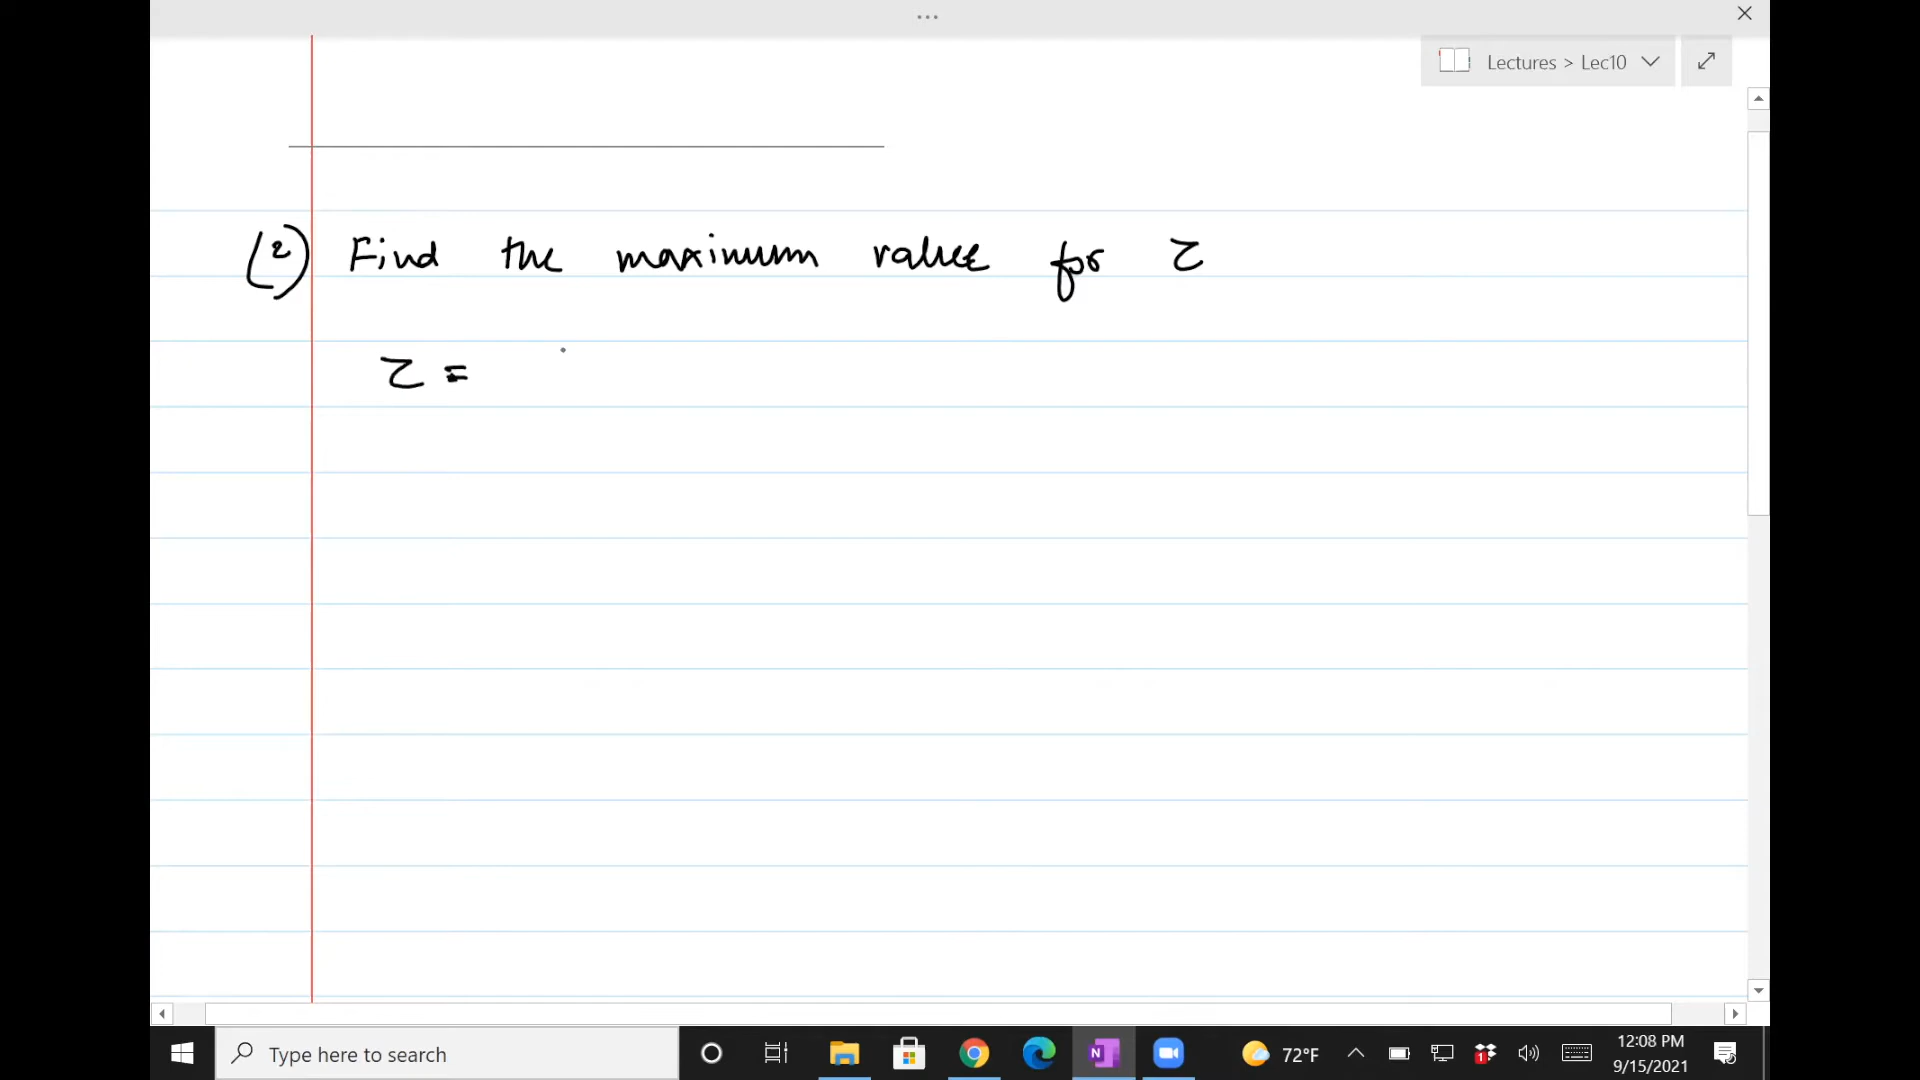 Lectures > Lec10
(2) Find the maximum value for τ
τ =
Type here to search
72°F
1
12:08 PM
9/15/2021